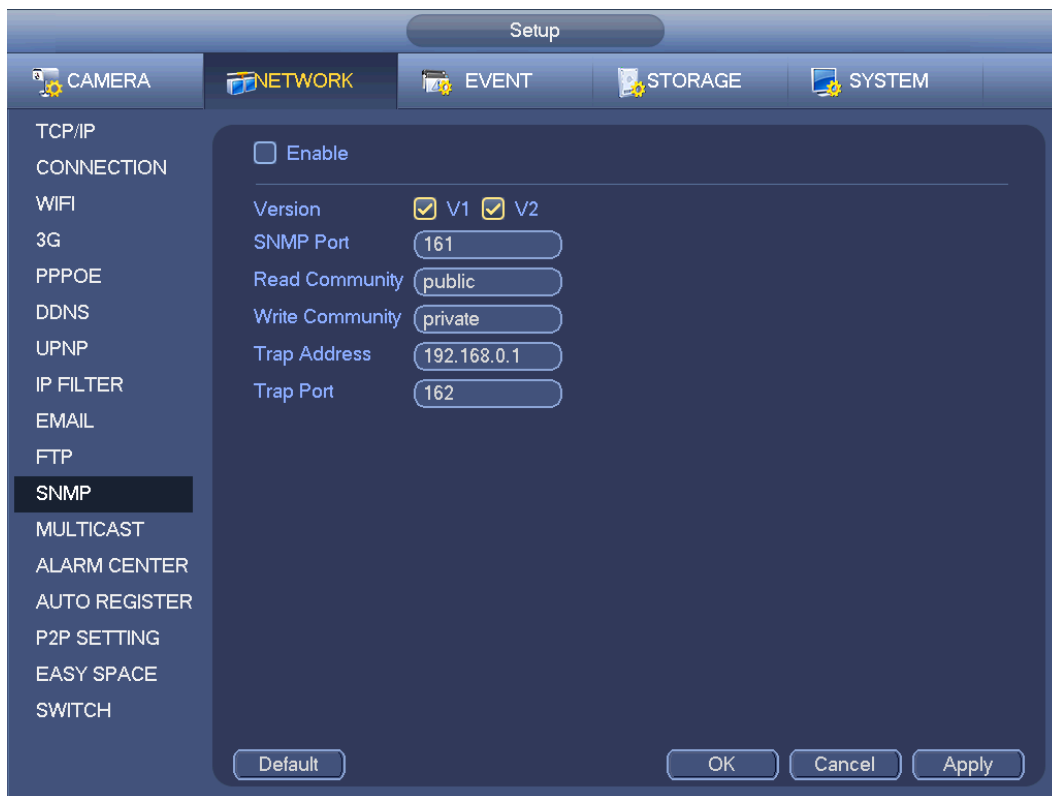 Setup
CAMERA NETWORK EVENT STORAGE SYSTEM
TCP/IP
CONNECTION
WIFI
3G
PPPOE
DDNS
UPNP
IP FILTER
EMAIL
FTP
SNMP
MULTICAST
ALARM CENTER
AUTO REGISTER
P2P SETTING
EASY SPACE
SWITCH
Enable
Version V1 V2
SNMP Port 161
Read Community public
Write Community private
Trap Address 192.168.0.1
Trap Port 162
Default OK Cancel Apply